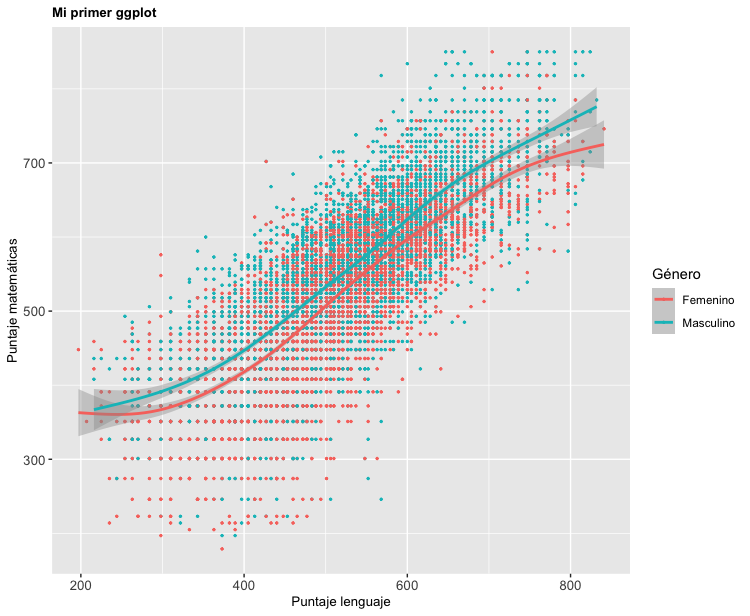 Mi primer ggplot
Puntaje matemáticas
700
500
300
200
400
600
800
Puntaje lenguaje
Género
Femenino
Masculino